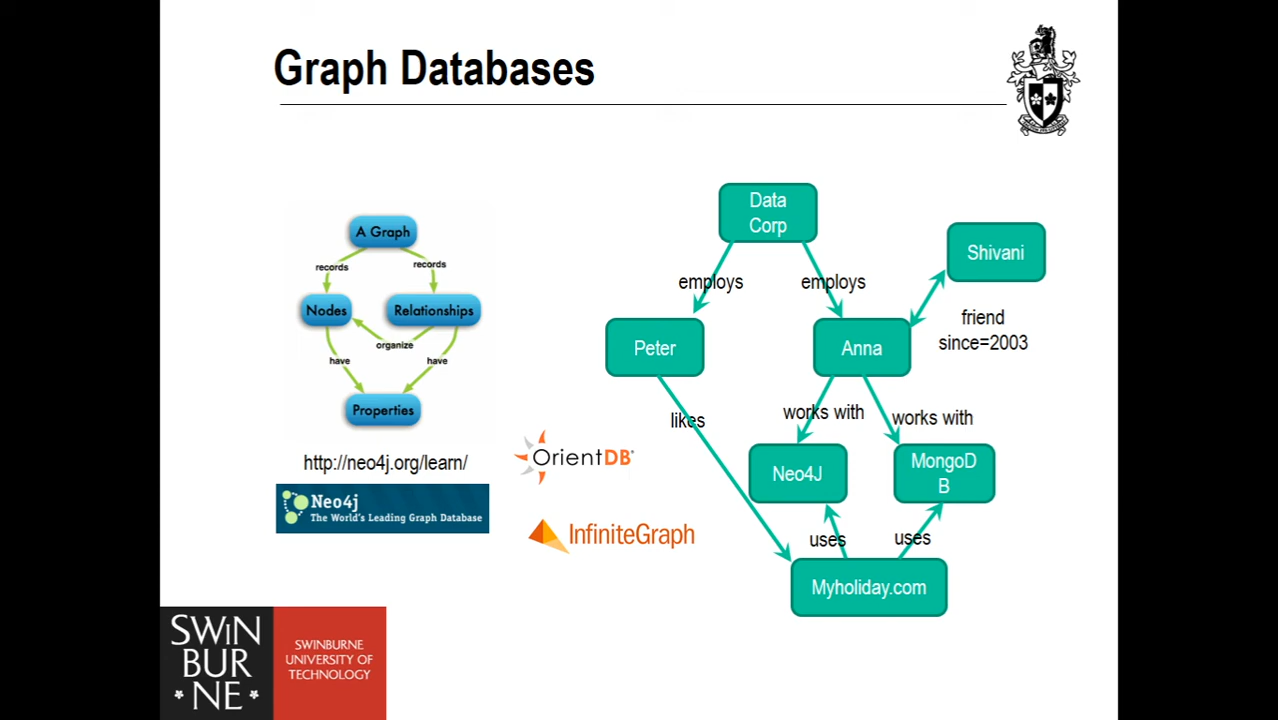 Graph Databases
A Graph
records
records
Nodes
Relationships
organize
have
have
Properties
http://neo4j.org/learn/
Neo4j
The World's Leading Graph Database
OrientDB
InfiniteGraph
Data
Corp
Shivani
employs
employs
friend
since=2003
Peter
Anna
likes
works with
works with
Neo4J
MongoD
B
uses
uses
Myholiday.com
SWIN
BUR
NE
SWINBURNE
UNIVERSITY OF
TECHNOLOGY